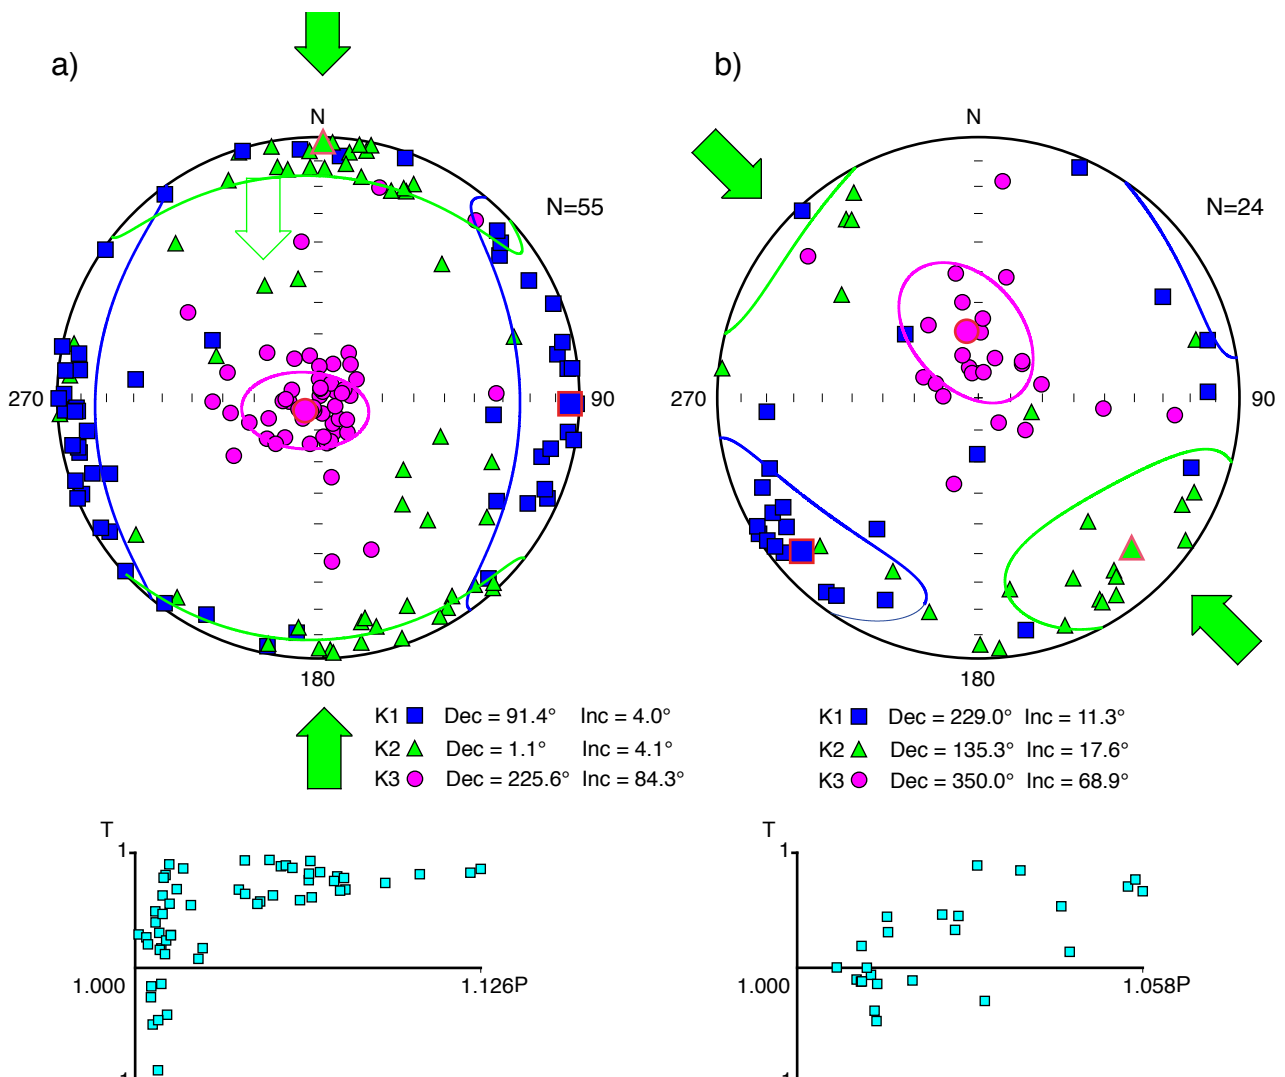 a)
b)
N
N
N=55
N=24
270
90
270
90
180
180
K1 Dec = 91.4° Inc = 4.0°
K2 Dec = 1.1° Inc = 4.1°
K3 Dec = 225.6° Inc = 84.3°
K1 Dec = 229.0° Inc = 11.3°
K2 Dec = 135.3° Inc = 17.6°
K3 Dec = 350.0° Inc = 68.9°
T
1
1.000
1.126P
T
1
1.000
1.058P